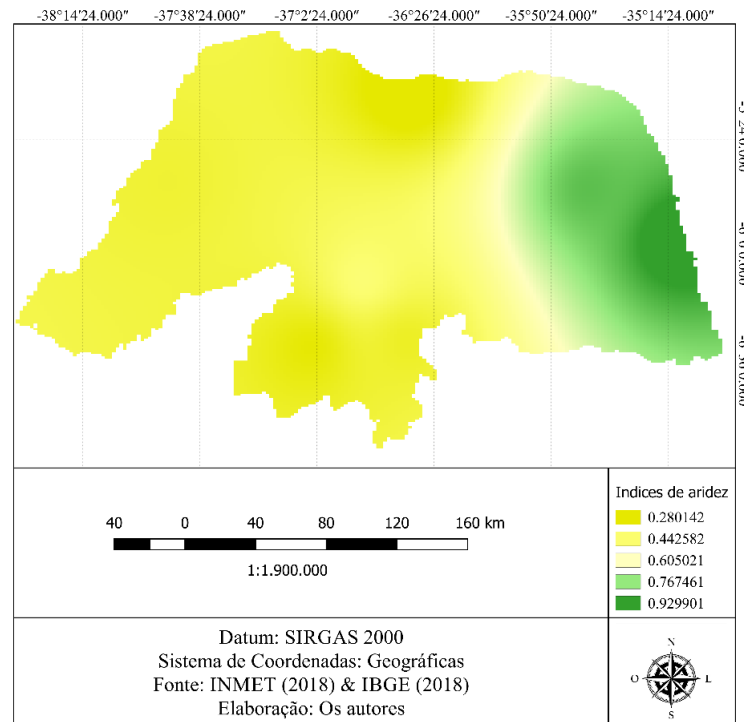 -38°14'24.000" -37°38'24.000" -37°2'24.000" -36°26'24.000" -35°50'24.000" -35°14'24.000"
40 0 40 80 120 160 km
1:1.900.000
Indices de aridez
0.280142
0.442582
0.605021
0.767461
0.929901
Datum: SIRGAS 2000
Sistema de Coordenadas: Geográficas
Fonte: INMET (2018) & IBGE (2018)
Elaboração: Os autores
N
O L
S